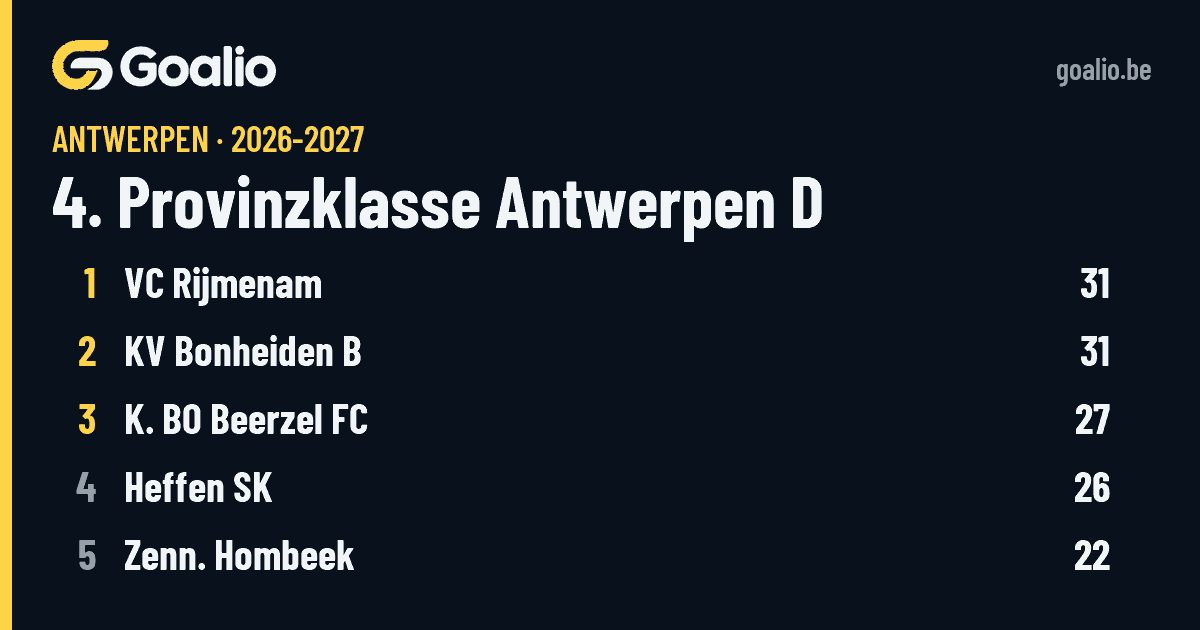 Goalio
goalio.be
ANTWERPEN · 2026-2027
4. Provinzklasse Antwerpen D
1 VC Rijmenam 31
2 KV Bonheiden B 31
3 K. BO Beerzel FC 27
4 Heffen SK 26
5 Zenn. Hombeek 22